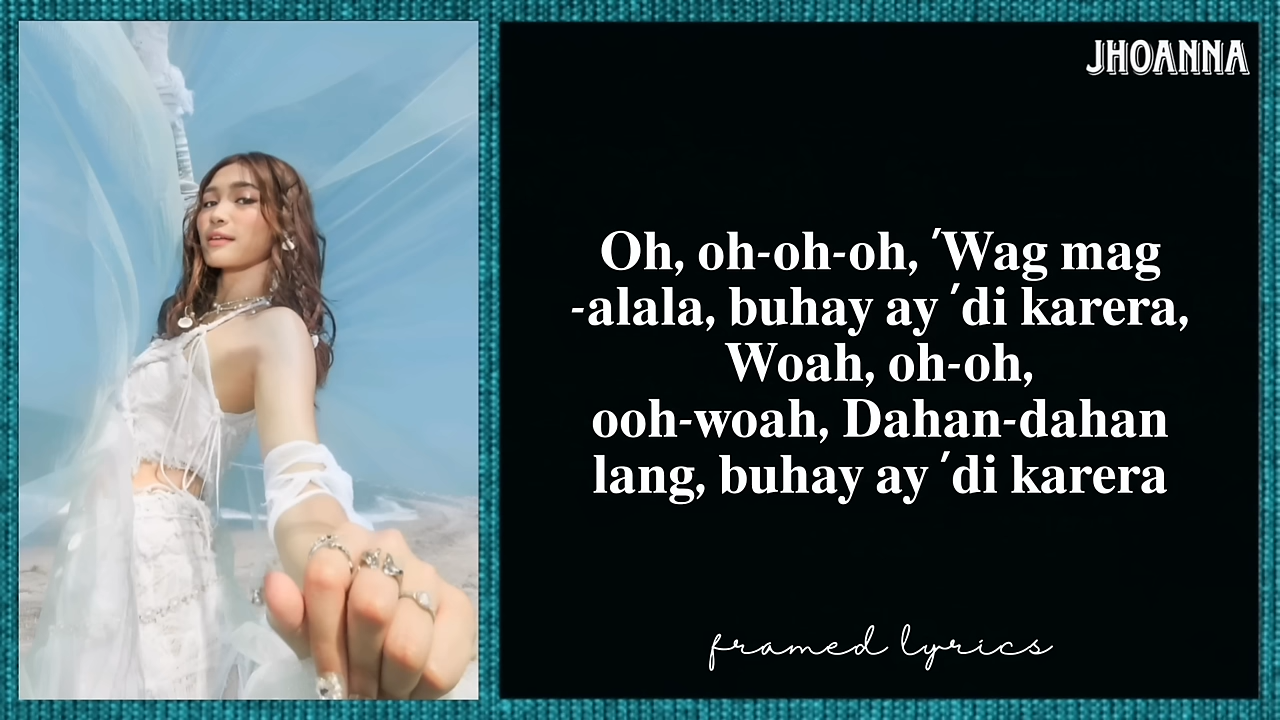 JHOANNA
Oh, oh-oh-oh, ´Wag mag
-alala, buhay ay ´di karera,
Woah, oh-oh,
ooh-woah, Dahan-dahan
lang, buhay ay ´di karera
framed lyrics